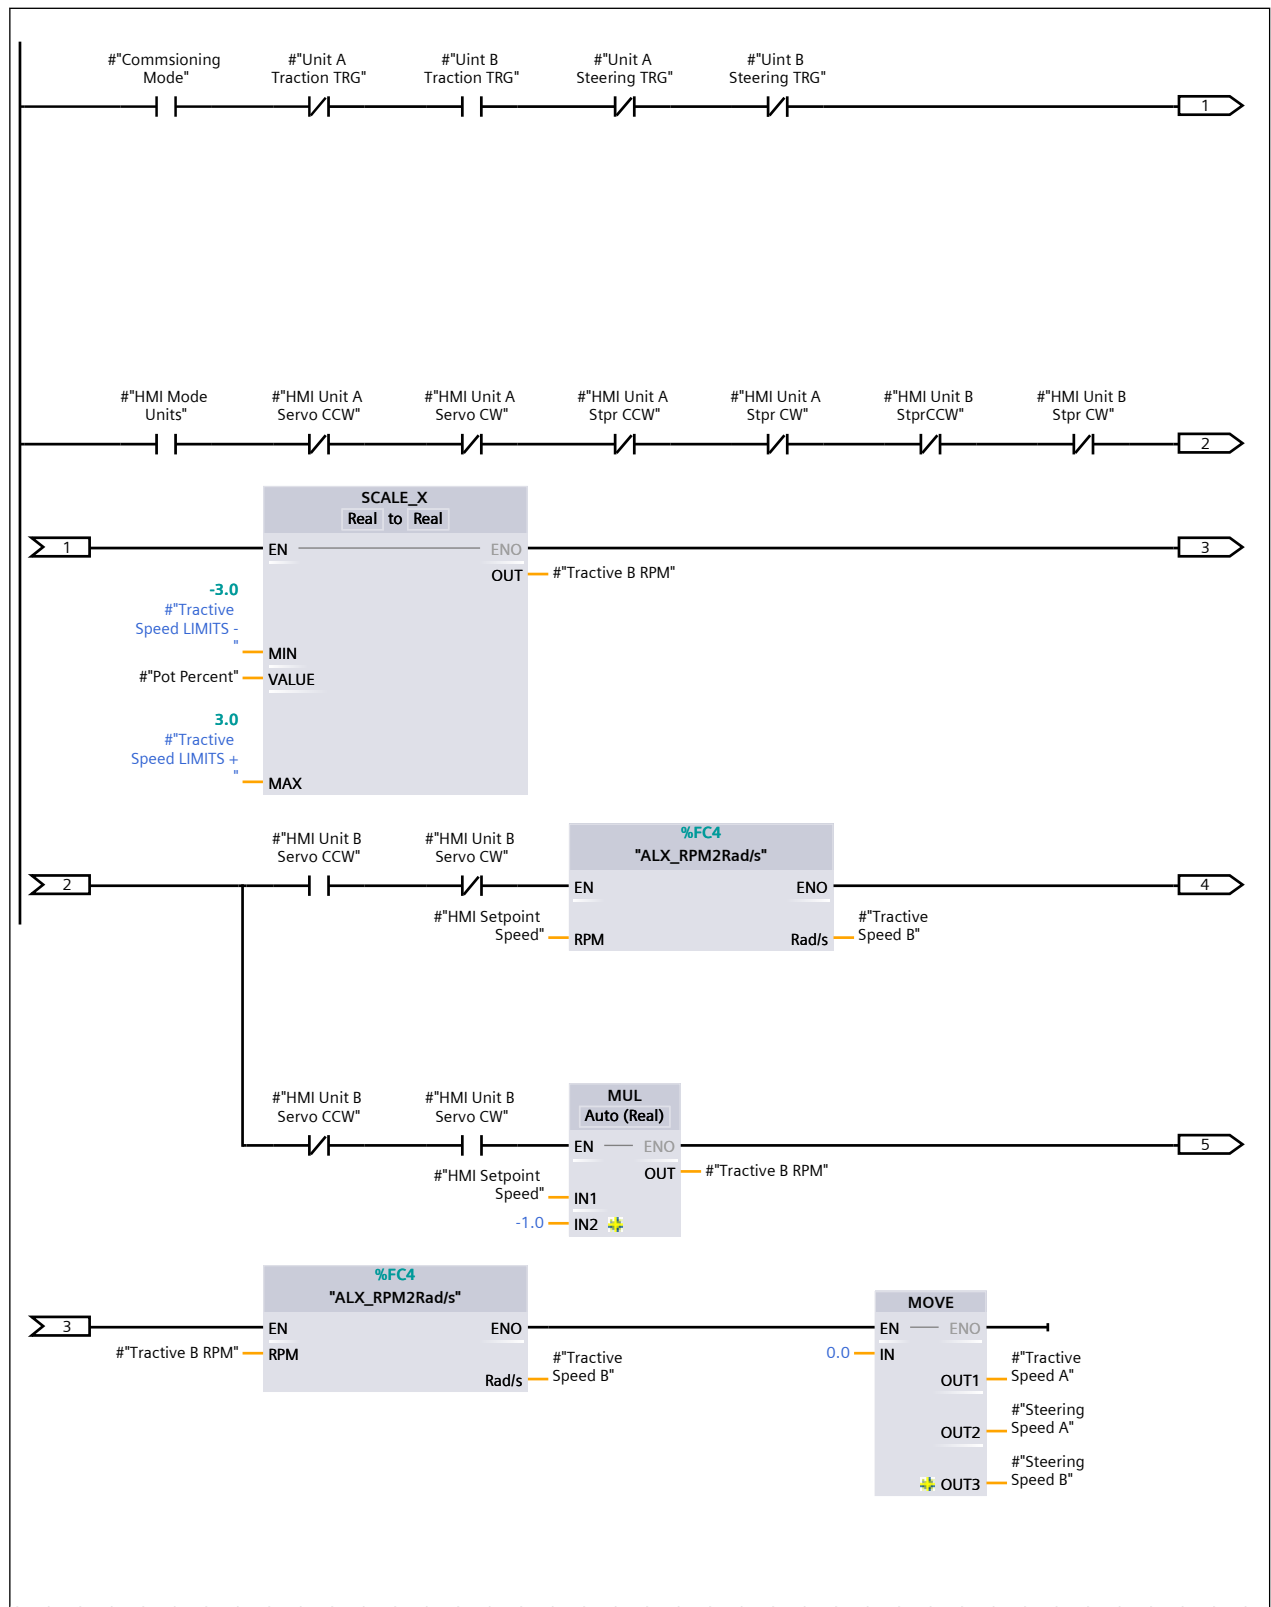 #"Commsioning
Mode"
#"Unit A
Traction TRG"
#"Uint B
Traction TRG"
#"Unit A
Steering TRG"
#"Uint B
Steering TRG"
1
#"HMI Mode
Units"
#"HMI Unit A
Servo CCW"
#"HMI Unit A
Servo CW"
#"HMI Unit A
Stpr CCW"
#"HMI Unit A
Stpr CW"
#"HMI Unit B
StprCCW"
#"HMI Unit B
Stpr CW"
2
SCALE_X
Real to Real
1
EN
ENO
3
OUT
#"Tractive B RPM"
-3.0
#"Tractive
Speed LIMITS -
"
MIN
#"Pot Percent"
VALUE
3.0
#"Tractive
Speed LIMITS +
"
MAX
#"HMI Unit B
Servo CCW"
#"HMI Unit B
Servo CW"
%FC4
"ALX_RPM2Rad/s"
2
EN
ENO
4
#"HMI Setpoint
Speed"
RPM
Rad/s
#"Tractive
Speed B"
#"HMI Unit B
Servo CCW"
#"HMI Unit B
Servo CW"
MUL
Auto (Real)
EN
ENO
5
#"HMI Setpoint
Speed"
IN1
OUT
#"Tractive B RPM"
-1.0
IN2
%FC4
"ALX_RPM2Rad/s"
3
EN
ENO
#"Tractive B RPM"
RPM
Rad/s
#"Tractive
Speed B"
MOVE
EN
ENO
0.0
IN
OUT1
#"Tractive
Speed A"
OUT2
#"Steering
Speed A"
OUT3
#"Steering
Speed B"